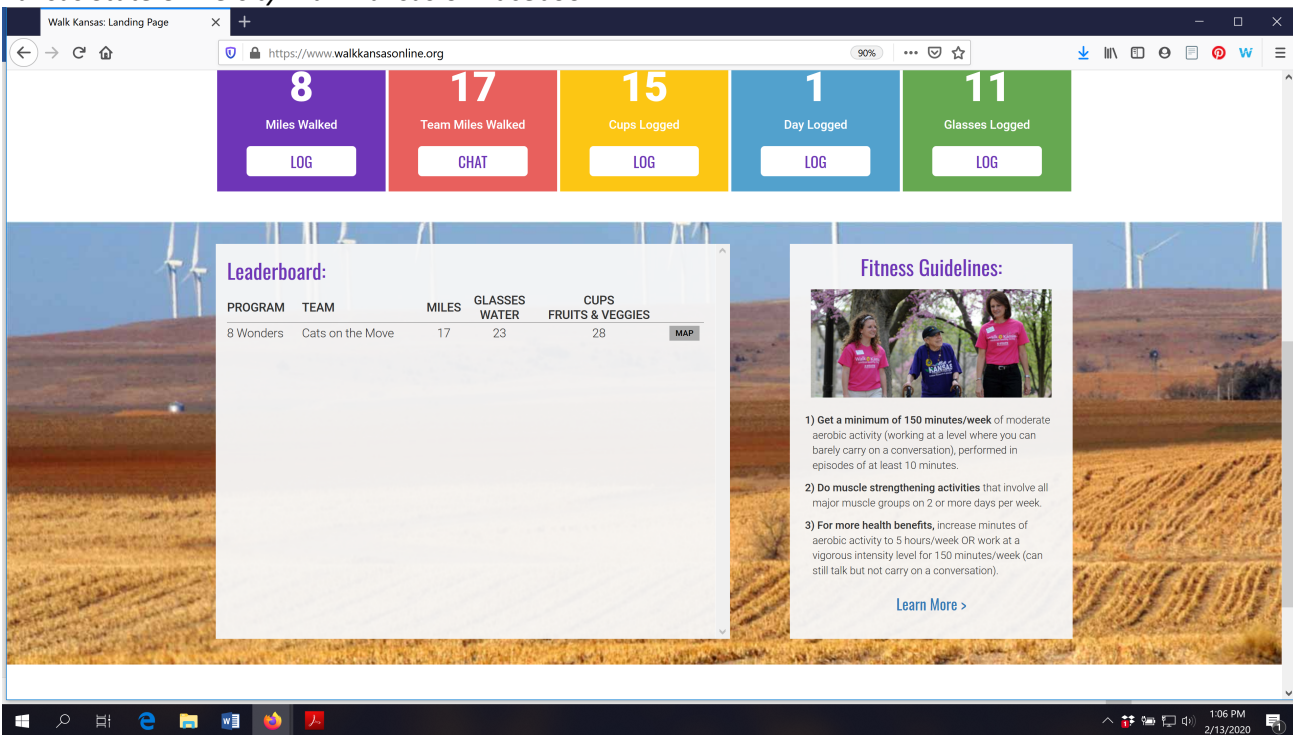 Walk Kansas: Landing Page
https://www.walkkansasonline.org
90%
8
17
15
1
11
Miles Walked
Team Miles Walked
Cups Logged
Day Logged
Glasses Logged
LOG
CHAT
LOG
LOG
LOG
Leaderboard:
PROGRAM TEAM MILES GLASSES WATER CUPS FRUITS & VEGGIES
8 Wonders Cats on the Move 17 23 28 MAP
Fitness Guidelines:
KANSAS
1) Get a minimum of 150 minutes/week of moderate
aerobic activity (working at a level where you can
barely carry on a conversation), performed in
episodes of at least 10 minutes.
2) Do muscle strengthening activities that involve all
major muscle groups on 2 or more days per week.
3) For more health benefits, increase minutes of
aerobic activity to 5 hours/week OR work at a
vigorous intensity level for 150 minutes/week (can
still talk but not carry on a conversation).
Learn More >
1:06 PM
2/13/2020